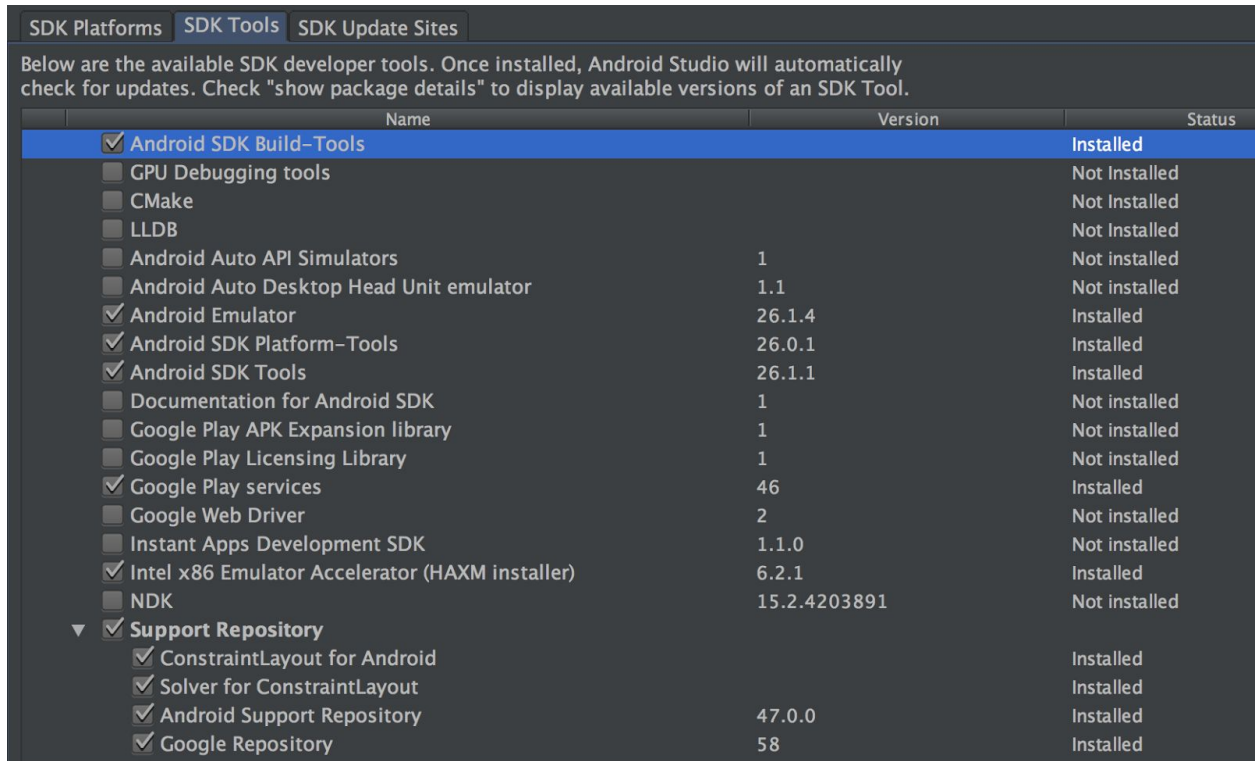 SDK Platforms SDK Tools SDK Update Sites
Below are the available SDK developer tools. Once installed, Android Studio will automatically
check for updates. Check "show package details" to display available versions of an SDK Tool.
Name Version Status
Android SDK Build-Tools Installed
GPU Debugging tools Not Installed
CMake Not Installed
LLDB Not Installed
Android Auto API Simulators 1 Not installed
Android Auto Desktop Head Unit emulator 1.1 Not installed
Android Emulator 26.1.4 Installed
Android SDK Platform-Tools 26.0.1 Installed
Android SDK Tools 26.1.1 Installed
Documentation for Android SDK 1 Not installed
Google Play APK Expansion library 1 Not installed
Google Play Licensing Library 1 Not installed
Google Play services 46 Installed
Google Web Driver 2 Not installed
Instant Apps Development SDK 1.1.0 Not installed
Intel x86 Emulator Accelerator (HAXM installer) 6.2.1 Installed
NDK 15.2.4203891 Not installed
Support Repository
ConstraintLayout for Android Installed
Solver for ConstraintLayout Installed
Android Support Repository 47.0.0 Installed
Google Repository 58 Installed